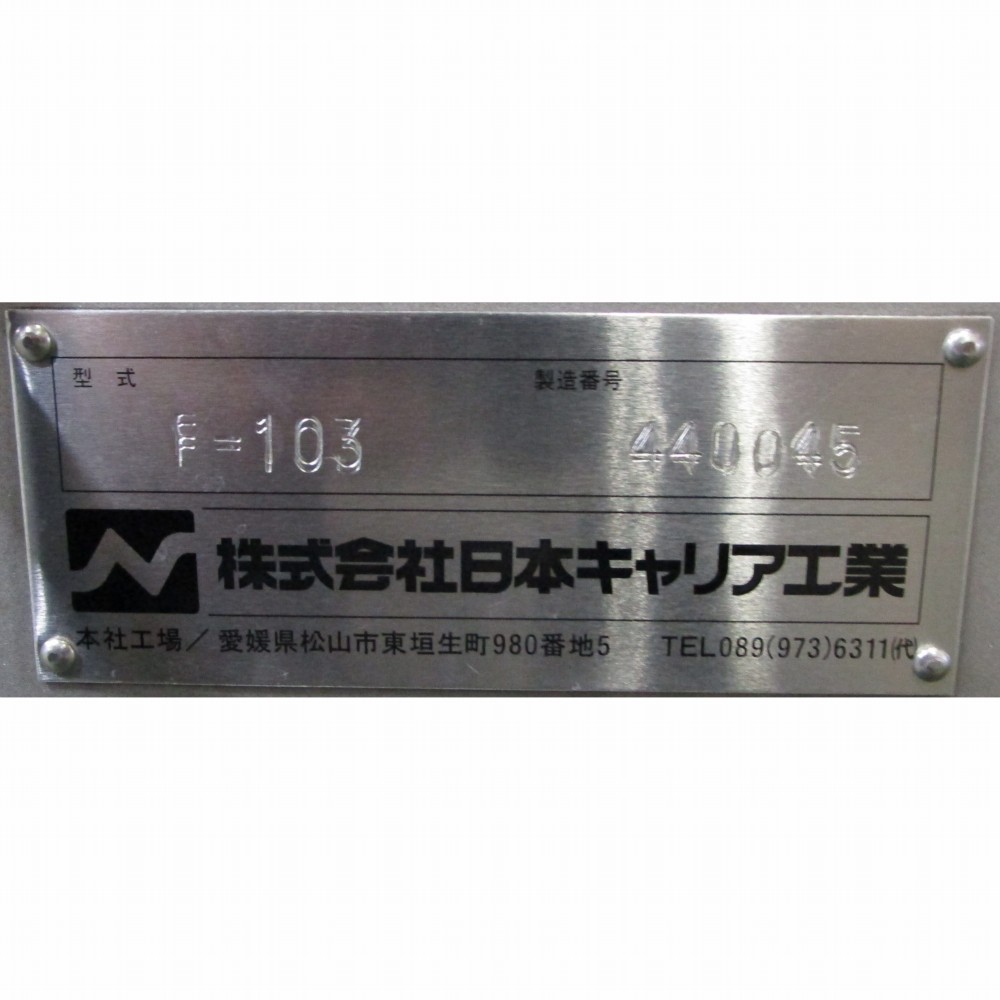 型式 製造番号
F-103 440045
株式会社日本キャリア工業
本社工場/愛媛県松山市東垣生町980番地5 TEL089(973)6311㈹